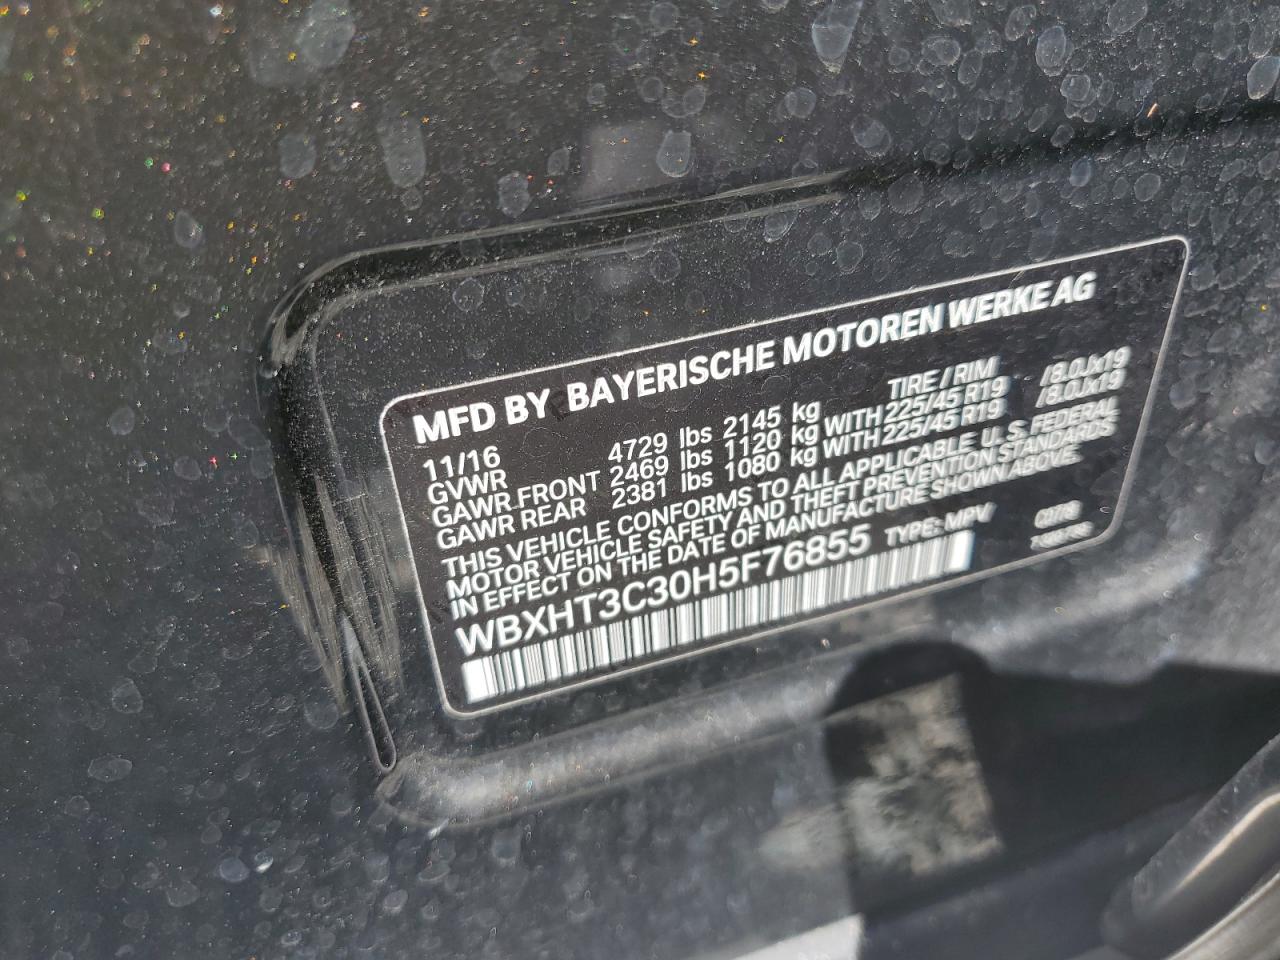 MFD BY BAYERISCHE MOTOREN WERKE AG
11/16 TIRE / RIM
GVWR 4729 lbs 2145 kg
GAWR FRONT 2469 lbs 1120 kg WITH 225/45 R19 /8.0Jx19
GAWR REAR 2381 lbs 1080 kg WITH 225/45 R19 /8.0Jx19
THIS VEHICLE CONFORMS TO ALL APPLICABLE U. S. FEDERAL
MOTOR VEHICLE SAFETY AND THEFT PREVENTION STANDARDS
IN EFFECT ON THE DATE OF MANUFACTURE SHOWN ABOVE.
WBXHT3C30H5F76855 TYPE: MPV